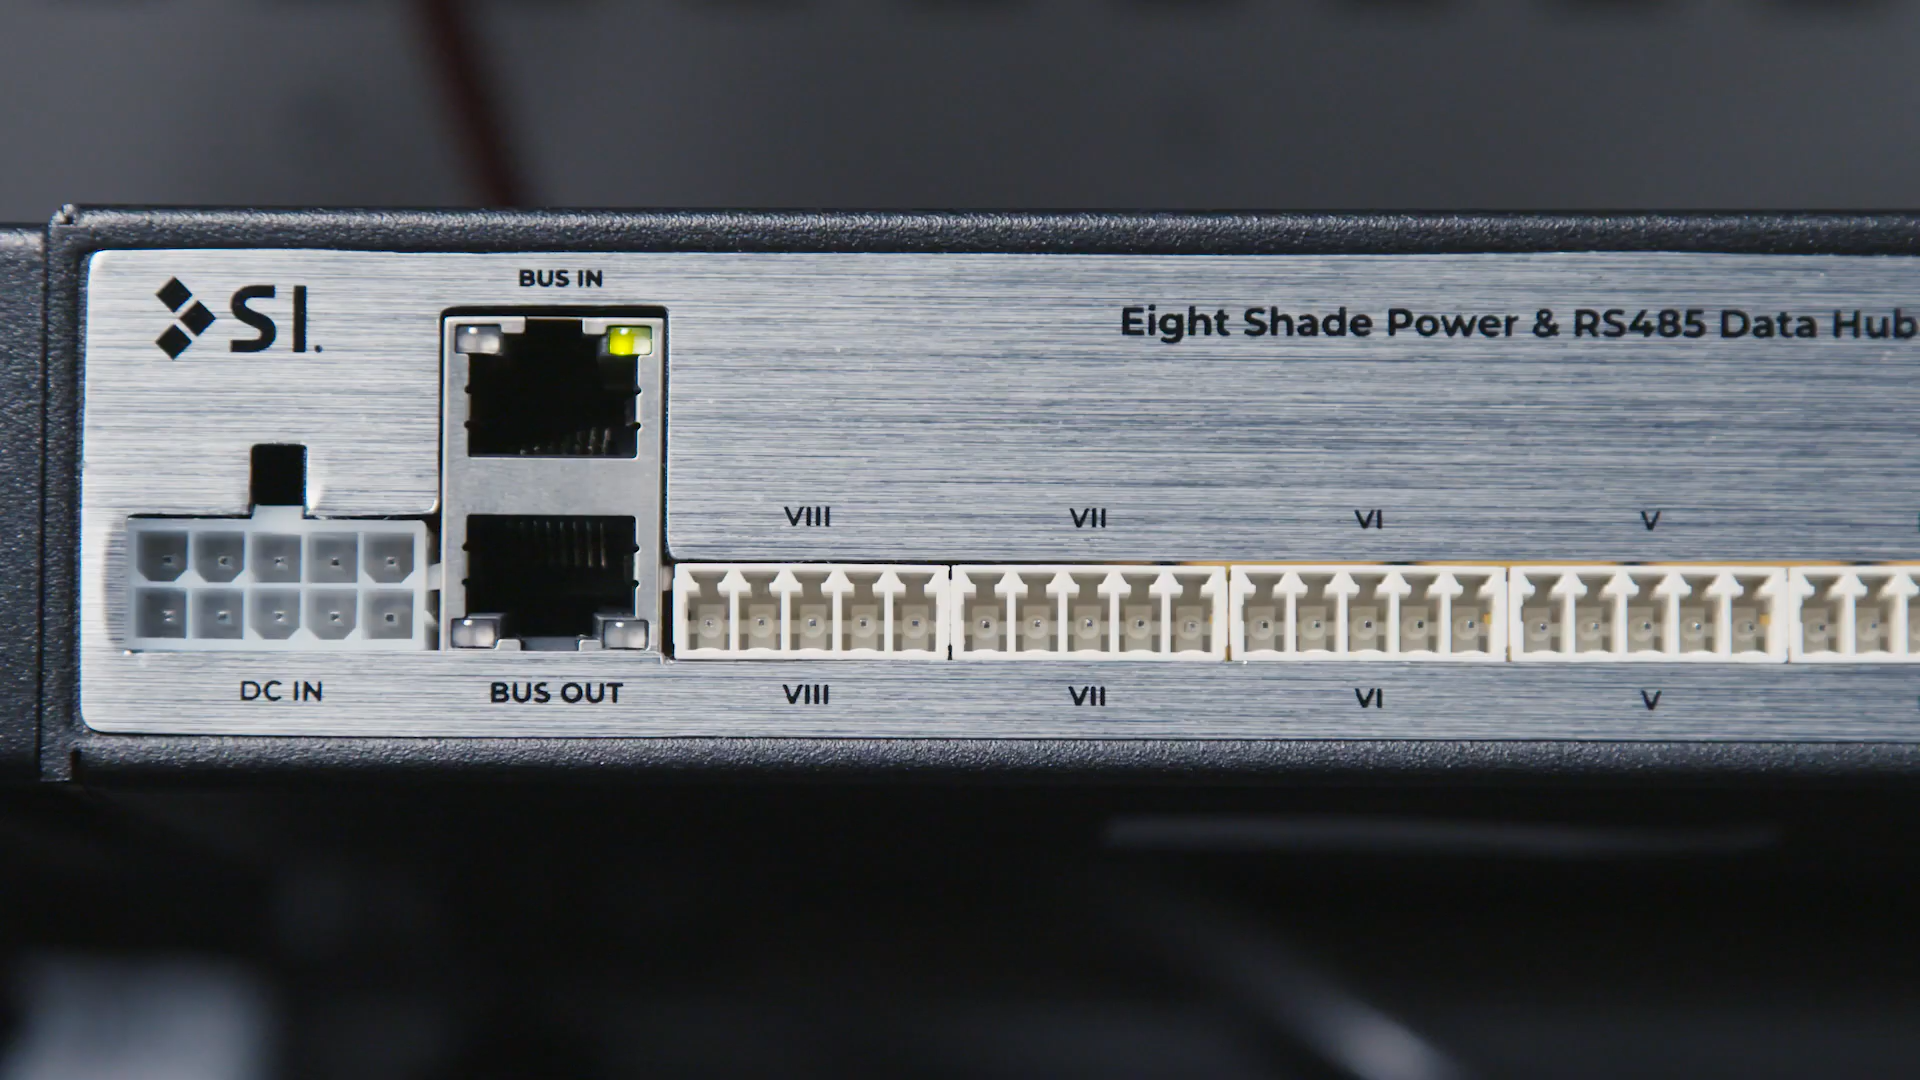 SI.
BUS IN
Eight Shade Power & RS485 Data Hub
VIII VII VI V
DC IN BUS OUT VIII VII VI V